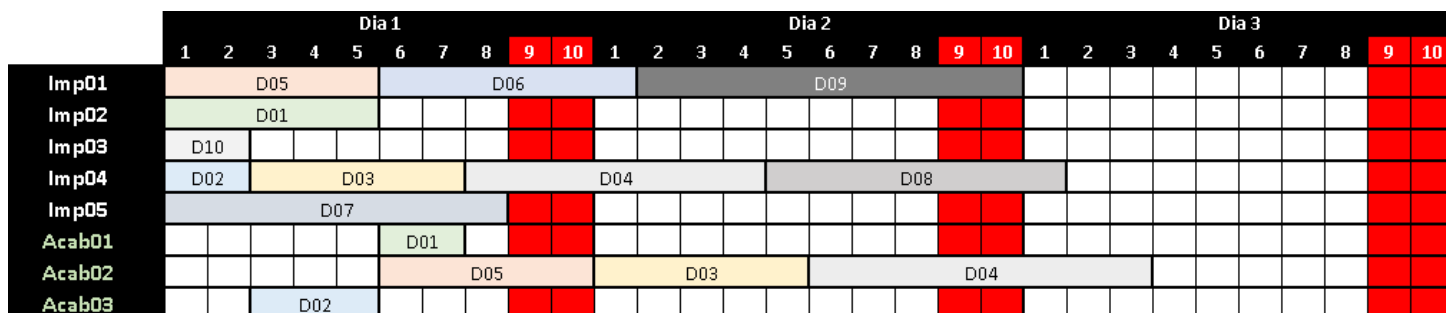 Dia 1 Dia 2 Dia 3
1 2 3 4 5 6 7 8 9 10 1 2 3 4 5 6 7 8 9 10 1 2 3 4 5 6 7 8 9 10
Imp01 D05 D06 D09
Imp02 D01
Imp03 D10
Imp04 D02 D03 D04 D08
Imp05 D07
Acab01 D01
Acab02 D05 D03 D04
Acab03 D02